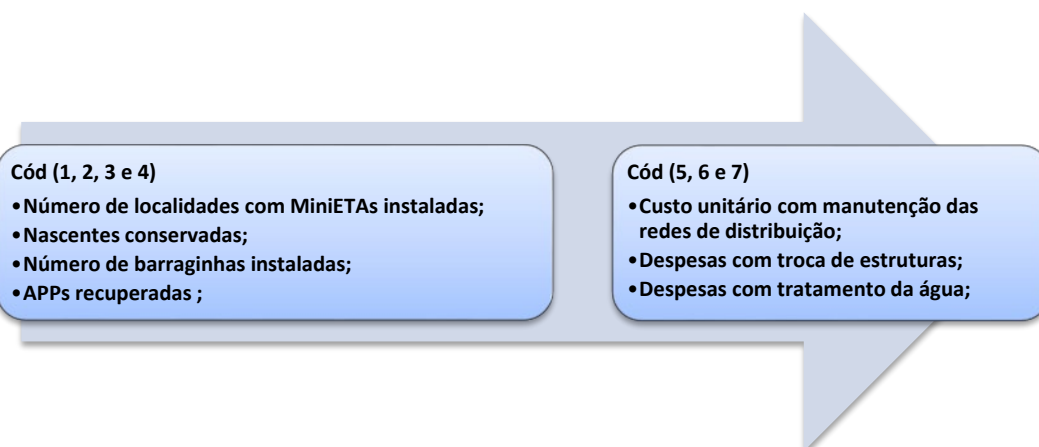 Cód (1, 2, 3 e 4)
•Número de localidades com MiniETAs instaladas;
•Nascentes conservadas;
•Número de barraginhas instaladas;
•APPs recuperadas ;
Cód (5, 6 e 7)
•Custo unitário com manutenção das
redes de distribuição;
•Despesas com troca de estruturas;
•Despesas com tratamento da água;